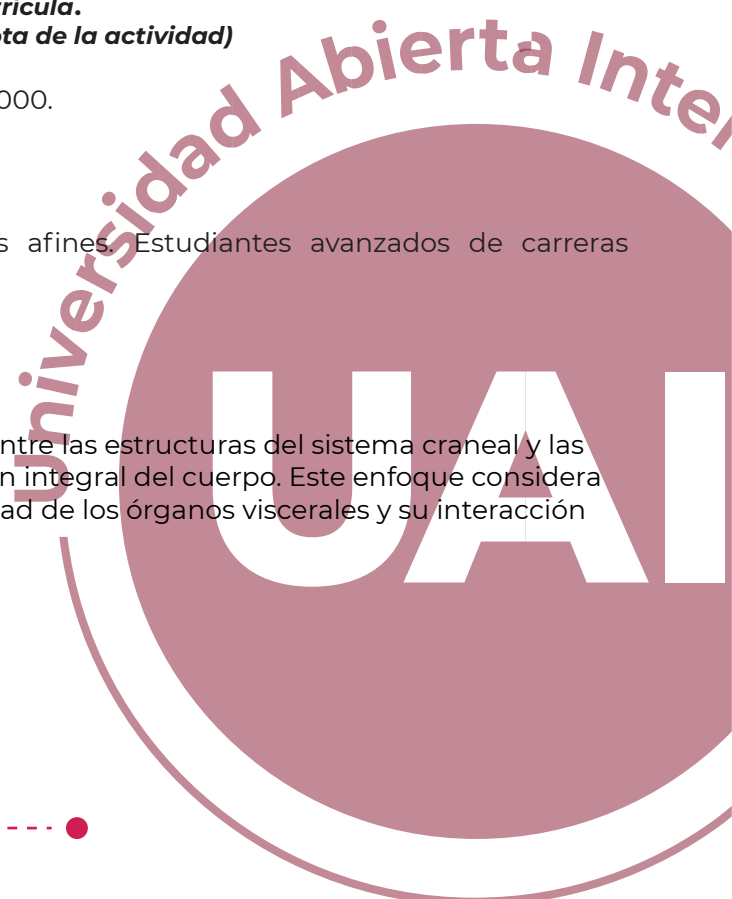 rícula.
ota de la actividad)
000.
s afines. Estudiantes avanzados de carreras
ntre las estructuras del sistema craneal y las
n integral del cuerpo. Este enfoque considera
ad de los órganos viscerales y su interacción
Universidad Abierta Inter
UAI